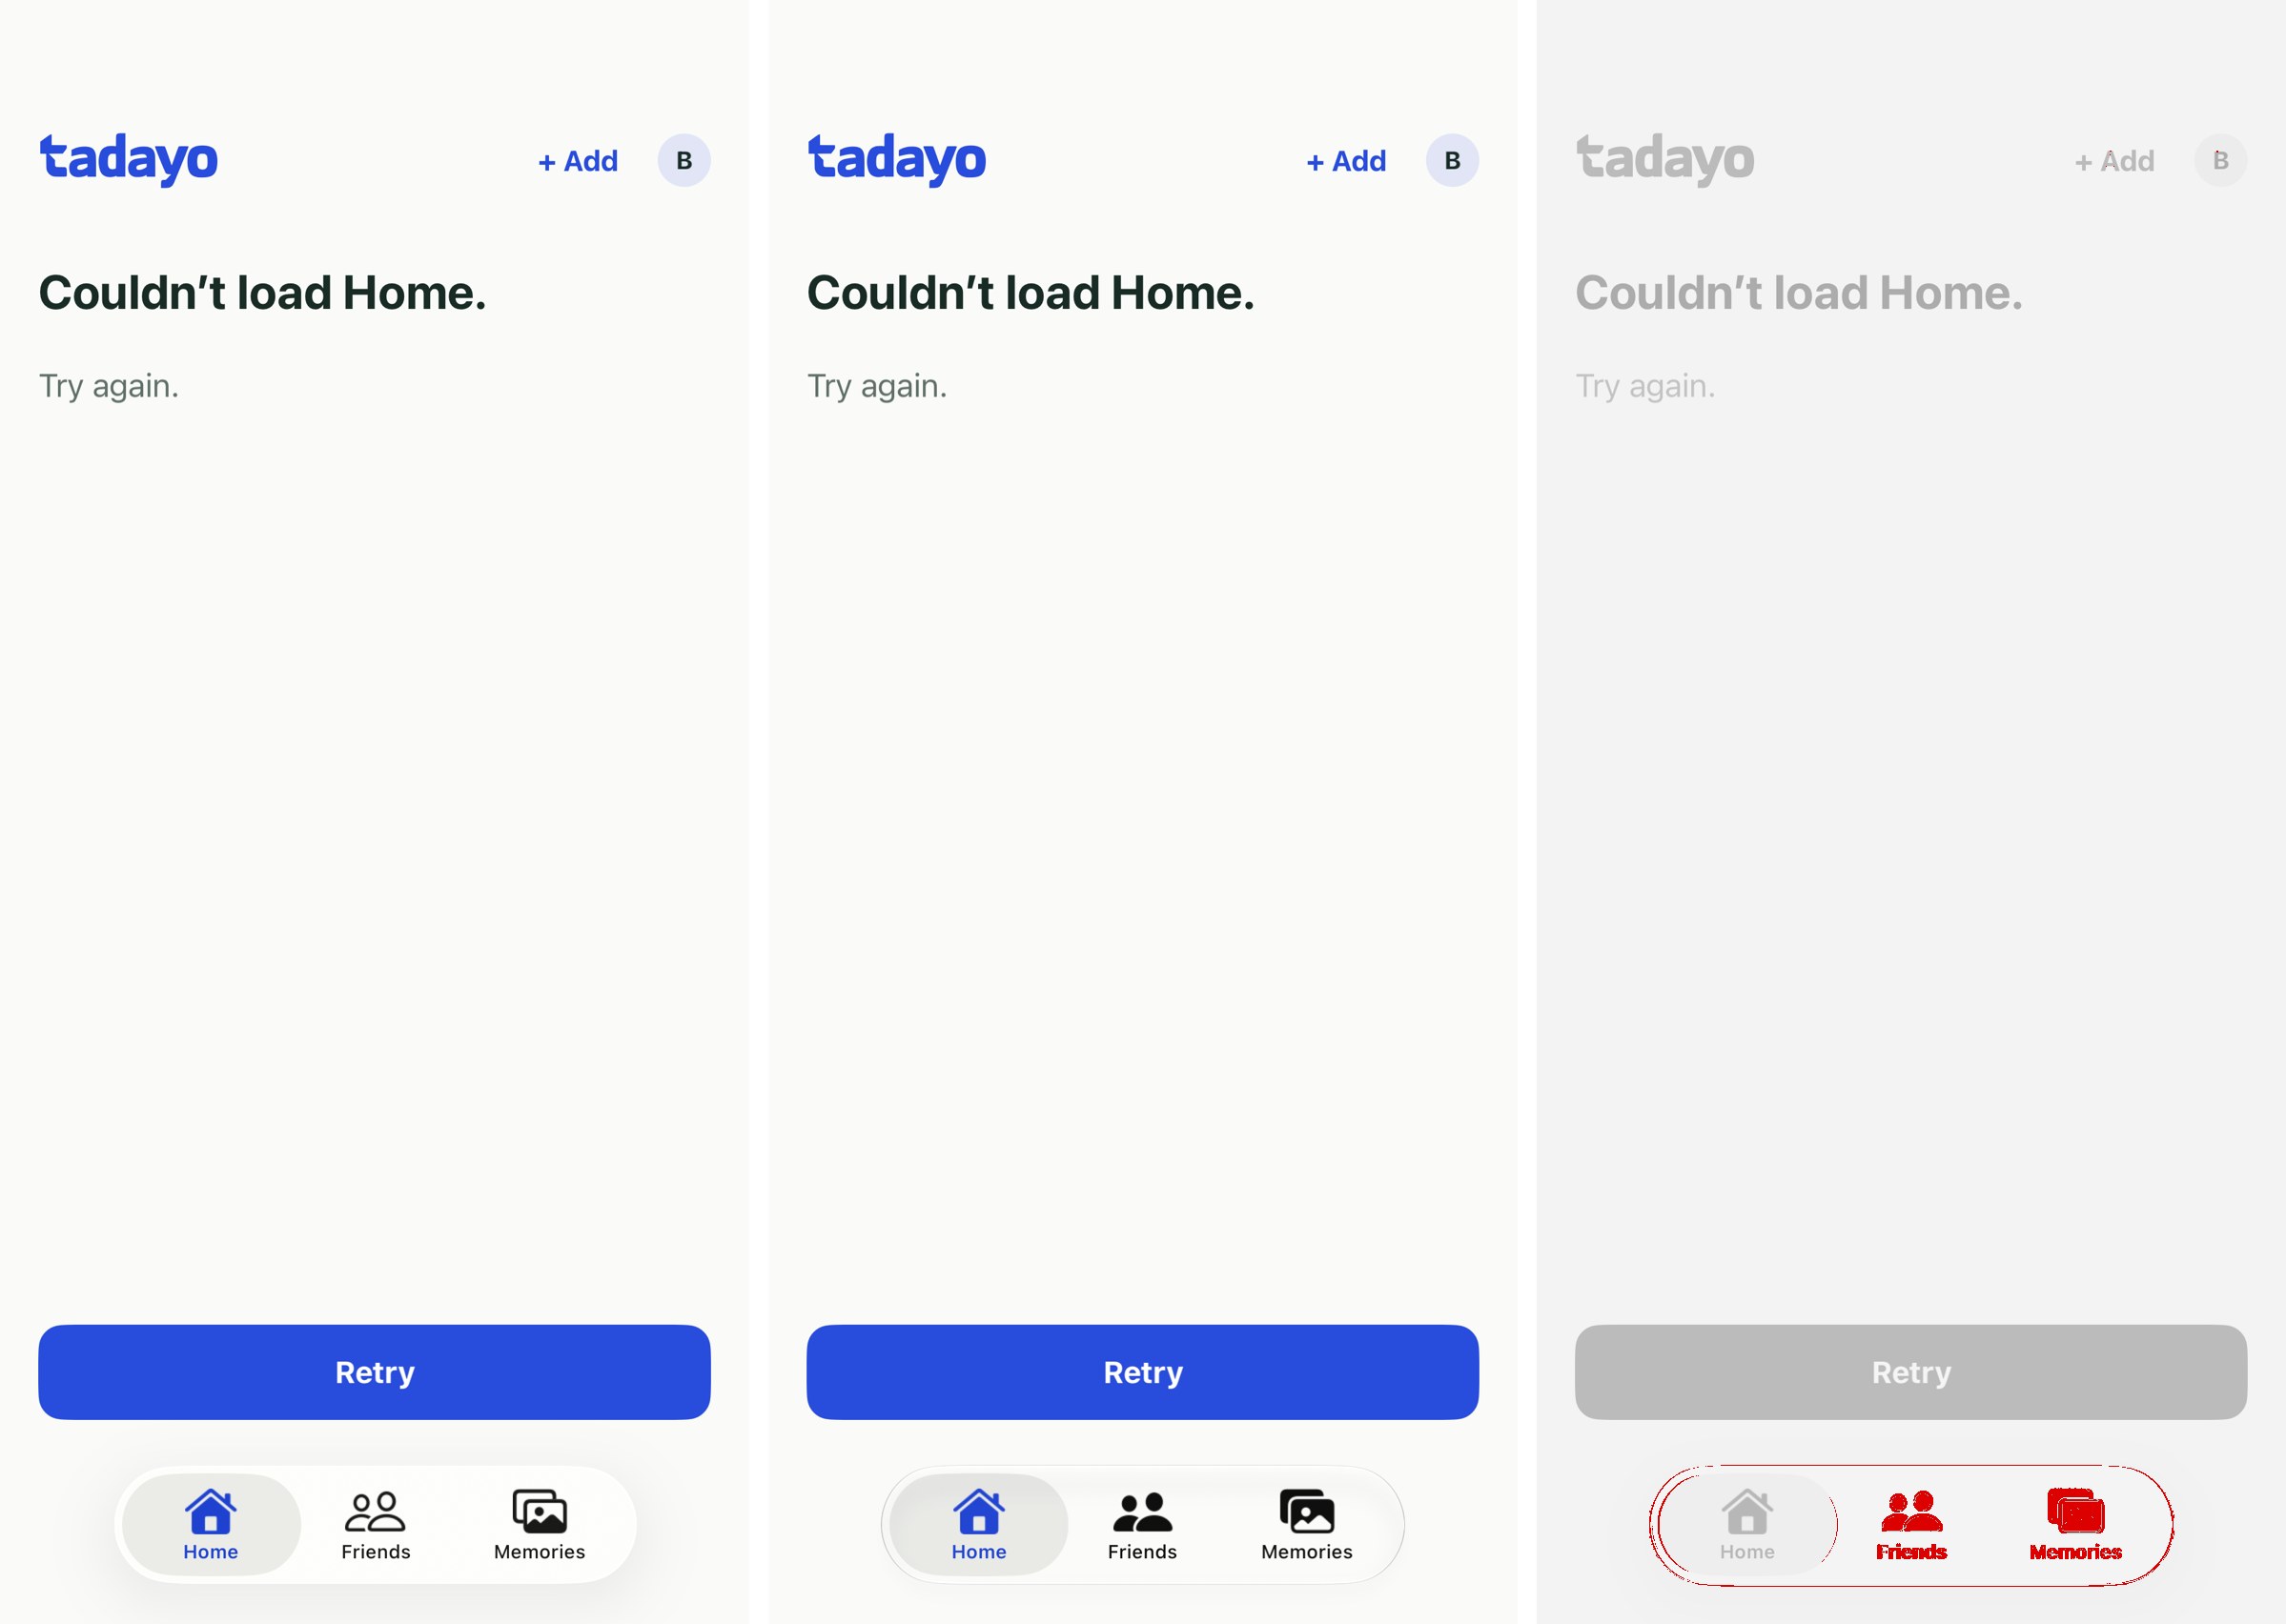 tadayo + Add B
Couldn’t load Home.
Try again.
Retry
Home Friends Memories
tadayo + Add B
Couldn’t load Home.
Try again.
Retry
Home Friends Memories
tadayo + Add B
Couldn’t load Home.
Try again.
Retry
Home Friends Memories